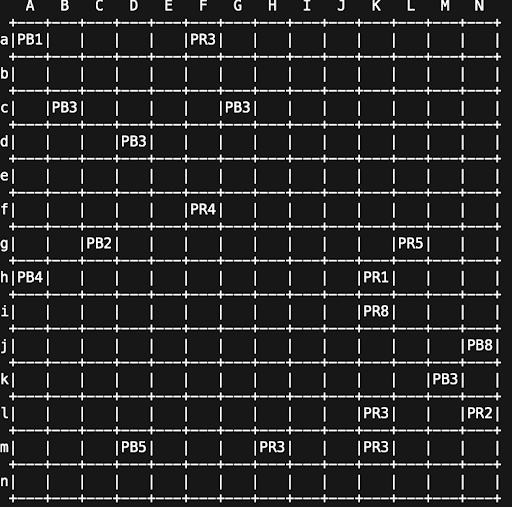 A B C D E F G H I J K L M N
a PB1 PR3
b
c PB3 PB3
d PB3
e
f PR4
g PB2 PR5
h PB4 PR1
i PR8
j PB8
k PB3
l PR3 PR2
m PB5 PR3 PR3
n